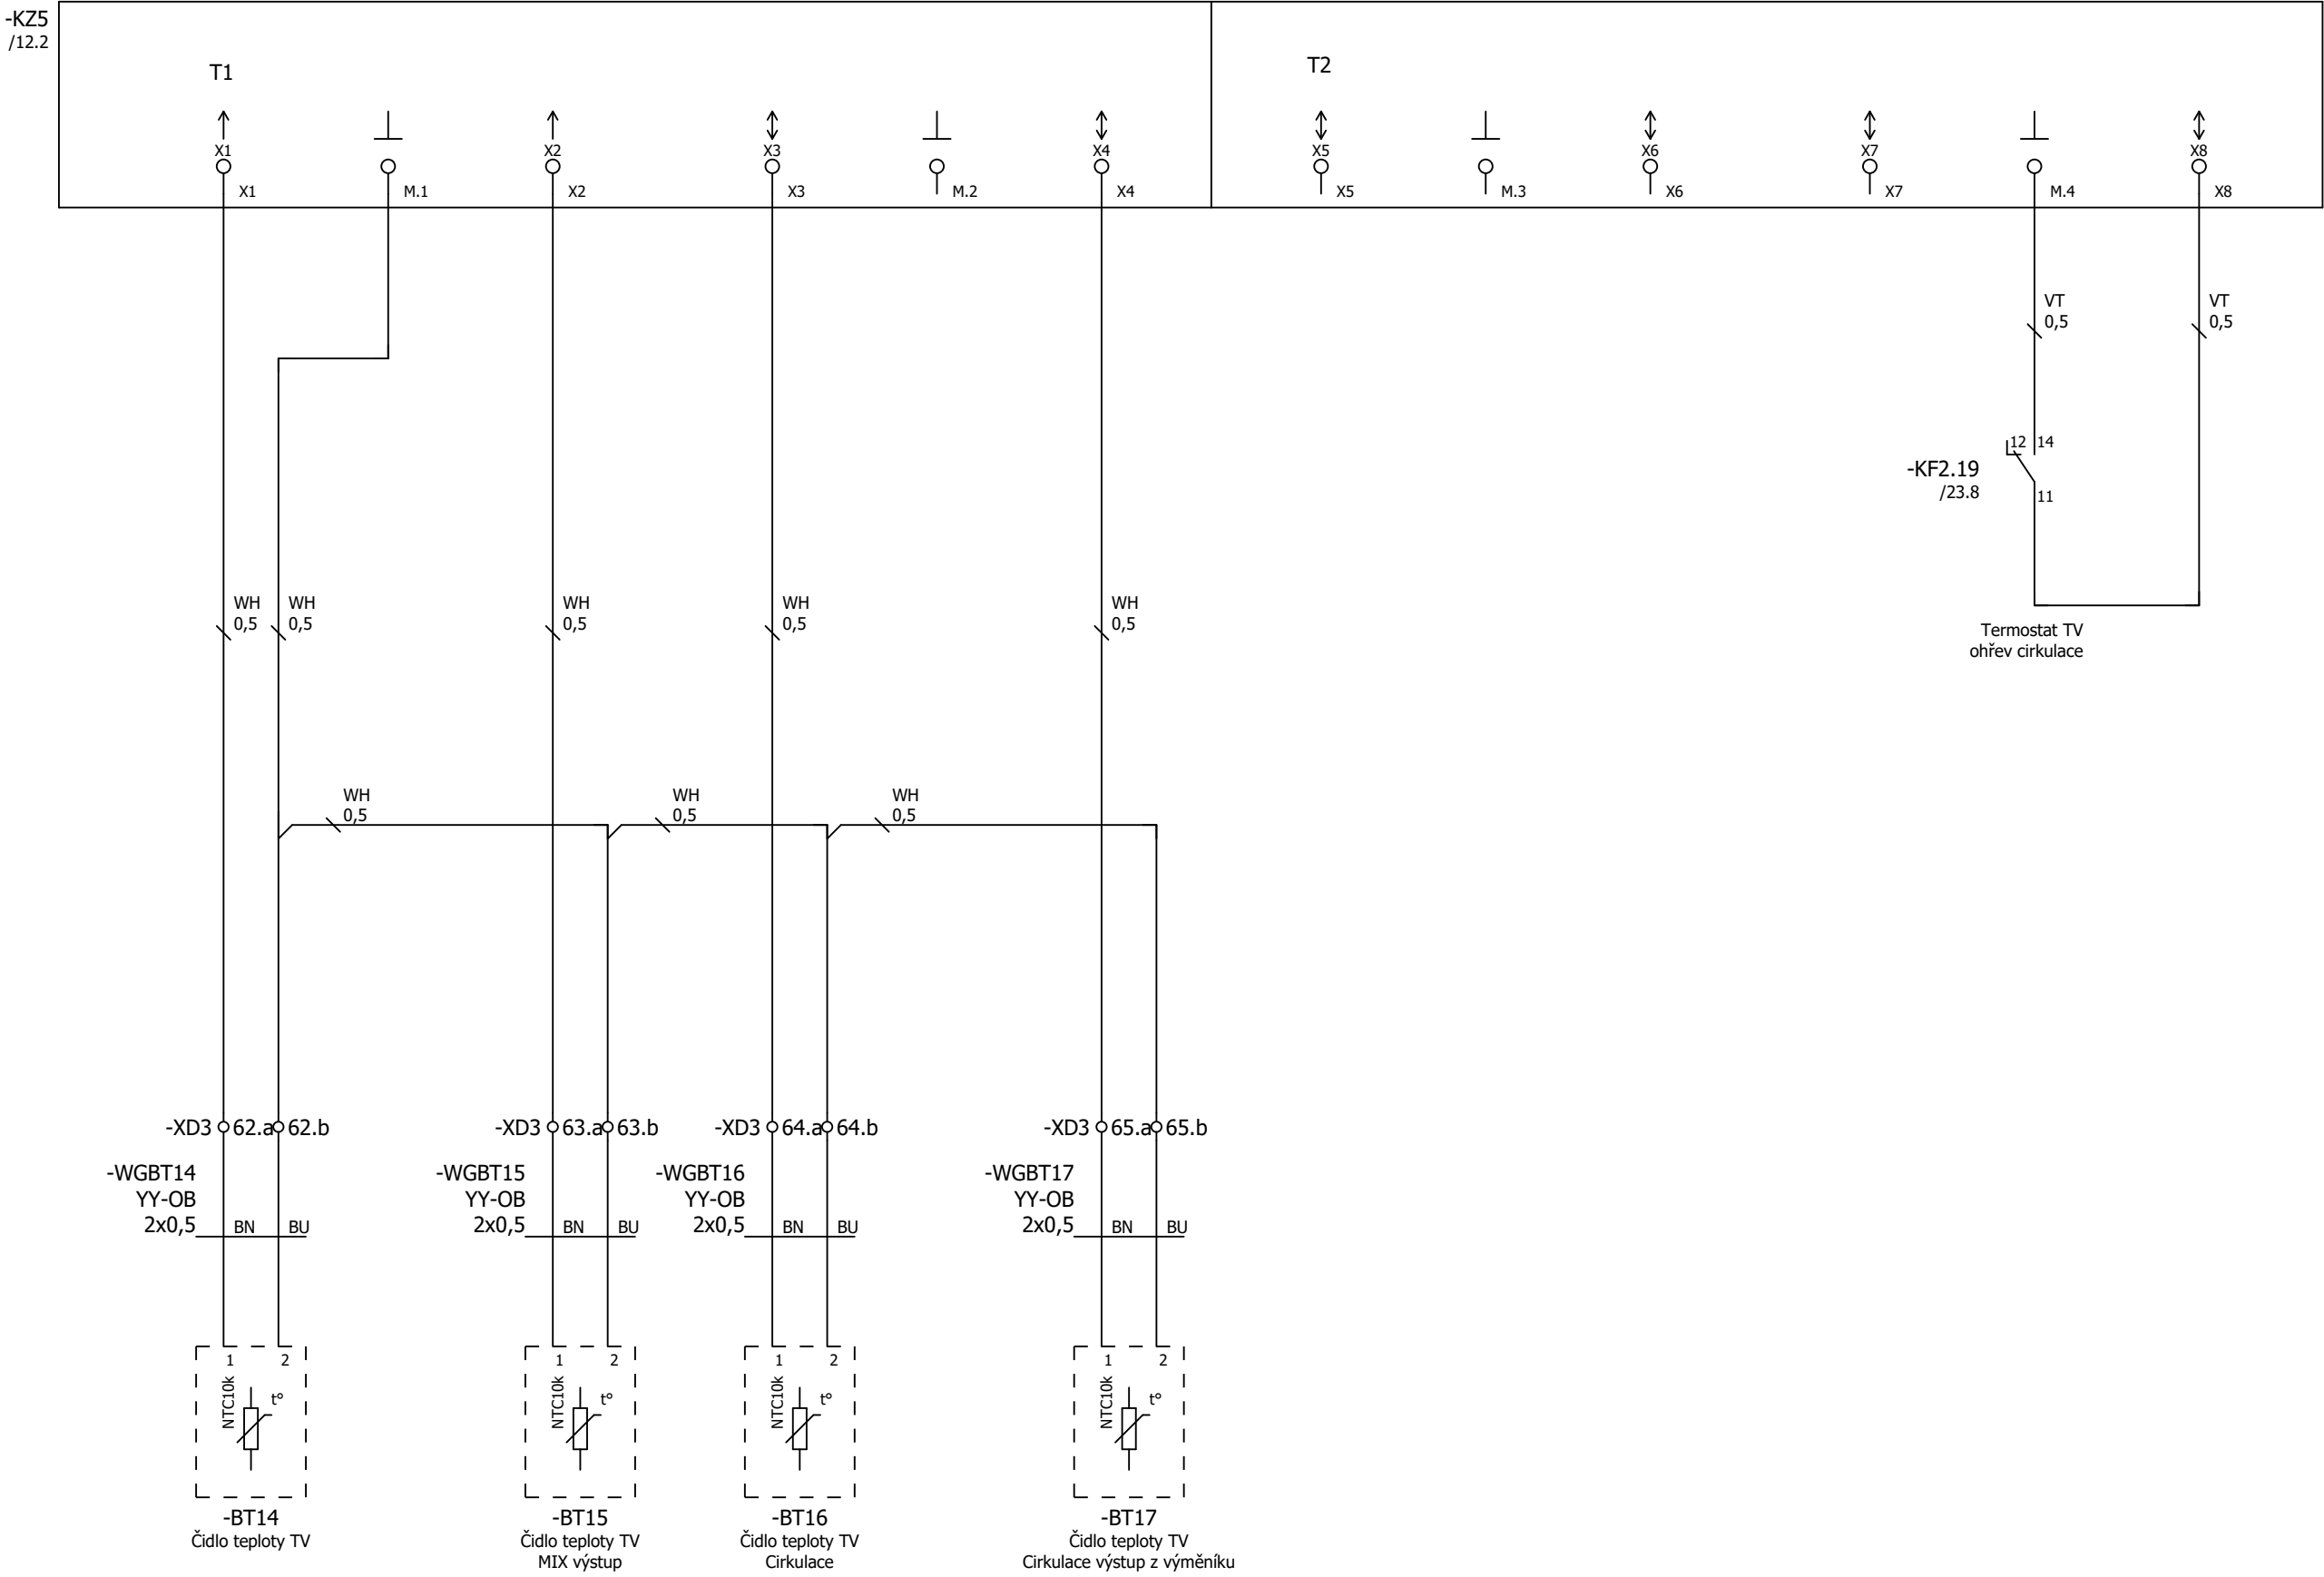 -KZ5
/12.2
T1
T2
X1
X2
X3
X4
X5
X6
X7
X8
X1
M.1
X2
X3
M.2
X4
X5
M.3
X6
X7
M.4
X8
VT
0,5
VT
0,5
12
14
-KF2.19
/23.8
11
Termostat TV
ohřev cirkulace
WH
0,5
WH
0,5
WH
0,5
WH
0,5
WH
0,5
WH
0,5
WH
0,5
WH
0,5
-XD3
62.a
62.b
-XD3
63.a
63.b
-XD3
64.a
64.b
-XD3
65.a
65.b
-WGBT14
YY-OB
2x0,5
BN
BU
-WGBT15
YY-OB
2x0,5
BN
BU
-WGBT16
YY-OB
2x0,5
BN
BU
-WGBT17
YY-OB
2x0,5
BN
BU
1
2
NTC10k
t°
-BT14
Čidlo teploty TV
1
2
NTC10k
t°
-BT15
Čidlo teploty TV
MIX výstup
1
2
NTC10k
t°
-BT16
Čidlo teploty TV
Cirkulace
1
2
NTC10k
t°
-BT17
Čidlo teploty TV
Cirkulace výstup z výměníku